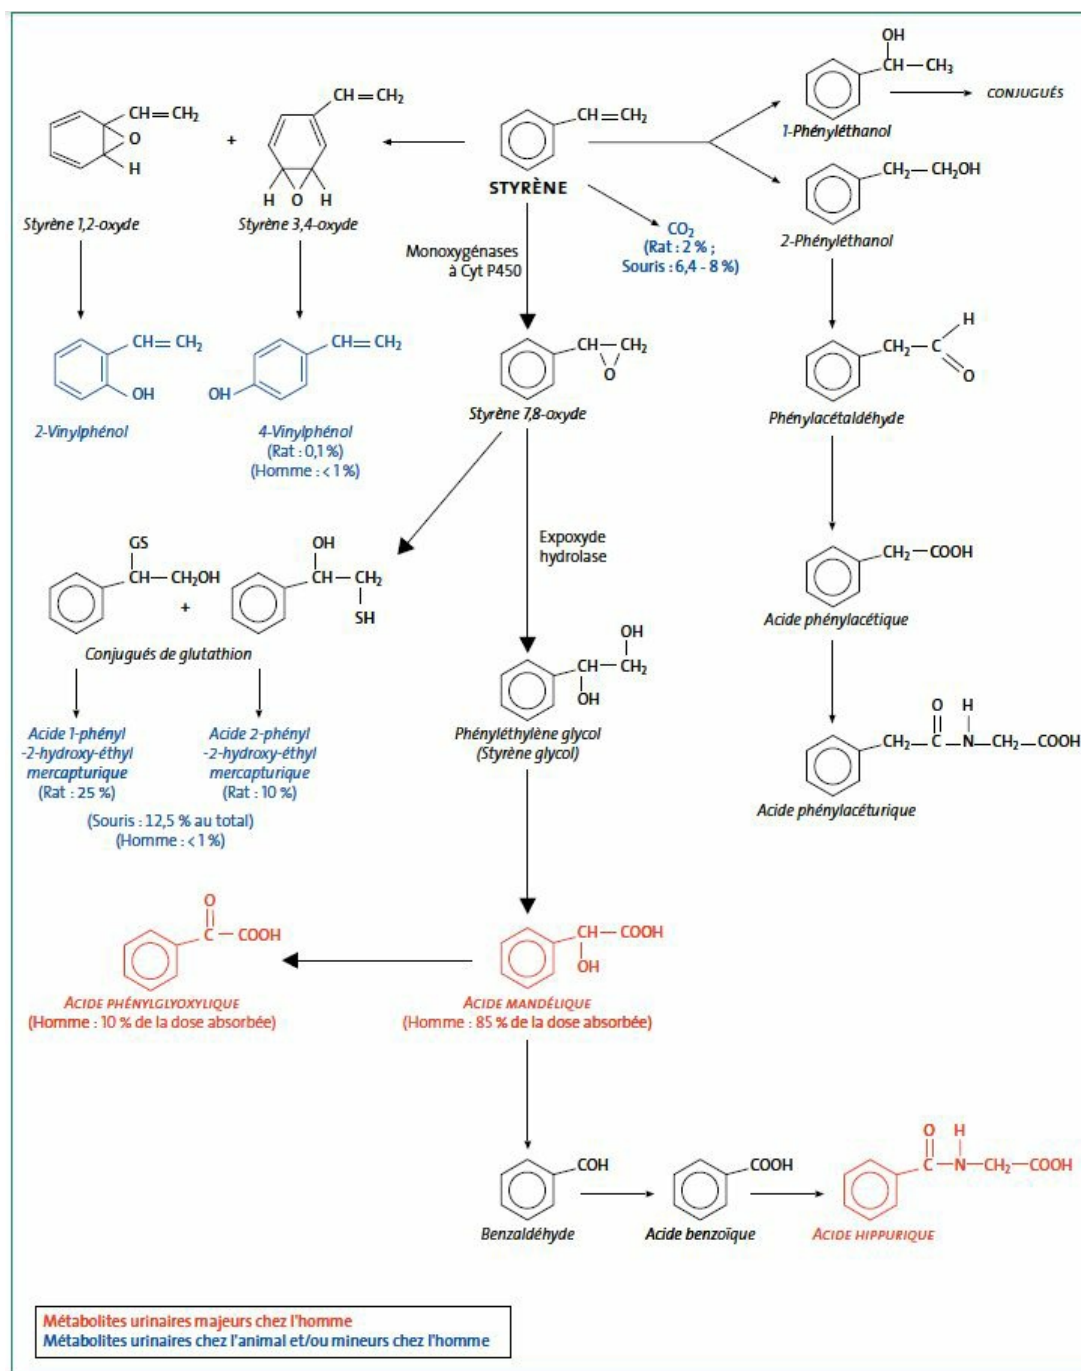 OH
CH—CH3
1-Phényléthanol
CONJUGUÉS
CH=CH2
O
H
+
CH=CH2
H O H
CH=CH2
STYRÈNE
CH2—CH2OH
2-Phényléthanol
Styrène 1,2-oxyde
Styrène 3,4-oxyde
CO2
(Rat : 2 % ;
Souris : 6,4 - 8 %)
Monoxygénases
à Cyt P450
CH=CH2
OH
2-Vinylphénol
CH=CH2
OH
4-Vinylphénol
(Rat : 0,1 %)
(Homme : < 1 %)
CH—CH2
O
Styrène 7,8-oxyde
H
CH2—C
O
Phénylacétaldéhyde
Expoxyde
hydrolase
GS
CH—CH2OH
+
OH
CH—CH2
SH
Conjugués de glutathion
CH2—COOH
Acide phénylacétique
OH
CH—CH2
OH
Phényléthylène glycol
(Styrène glycol)
Acide 1-phényl
-2-hydroxy-éthyl
mercapturique
(Rat : 25 %)
Acide 2-phényl
-2-hydroxy-éthyl
mercapturique
(Rat : 10 %)
(Souris : 12,5 % au total)
(Homme : < 1 %)
O H
CH2—C—N—CH2—COOH
Acide phénylacéturique
O
C—COOH
ACIDE PHÉNYLGLYOXYLIQUE
(Homme : 10 % de la dose absorbée)
CH—COOH
OH
ACIDE MANDÉLIQUE
(Homme : 85 % de la dose absorbée)
COH
Benzaldéhyde
COOH
Acide benzoïque
O H
C—N—CH2—COOH
ACIDE HIPPURIQUE
Métabolites urinaires majeurs chez l'homme
Métabolites urinaires chez l'animal et/ou mineurs chez l'homme